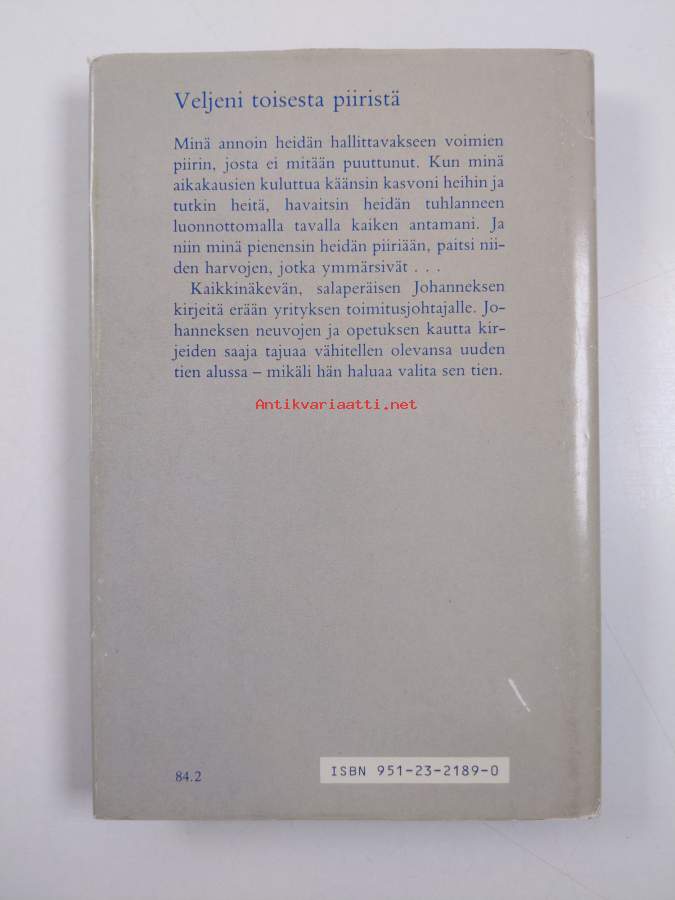 Veljeni toisesta piiristä
Minä annoin heidän hallittavakseen voimien
piirin, josta ei mitään puuttunut. Kun minä
aikakausien kuluttua käänsin kasvoni heihin ja
tutkin heitä, havaitsin heidän tuhlanneen
luonnottomalla tavalla kaiken antamani. Ja
niin minä pienensin heidän piiriään, paitsi nii-
den harvojen, jotka ymmärsivät . . .
Kaikkinäkevän, salaperäisen Johanneksen
kirjeitä erään yrityksen toimitusjohtajalle. Jo-
hanneksen neuvojen ja opetuksen kautta kir-
jeiden saaja tajuaa vähitellen olevansa uuden
tien alussa – mikäli hän haluaa valita sen tien.
Antikvariaatti.net
84.2
ISBN 951-23-2189-0